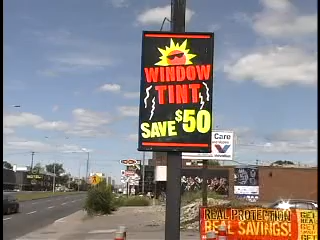 WINDOW
TINT
SAVE $50
Care
REAL PROTECTION
REAL SAVINGS!